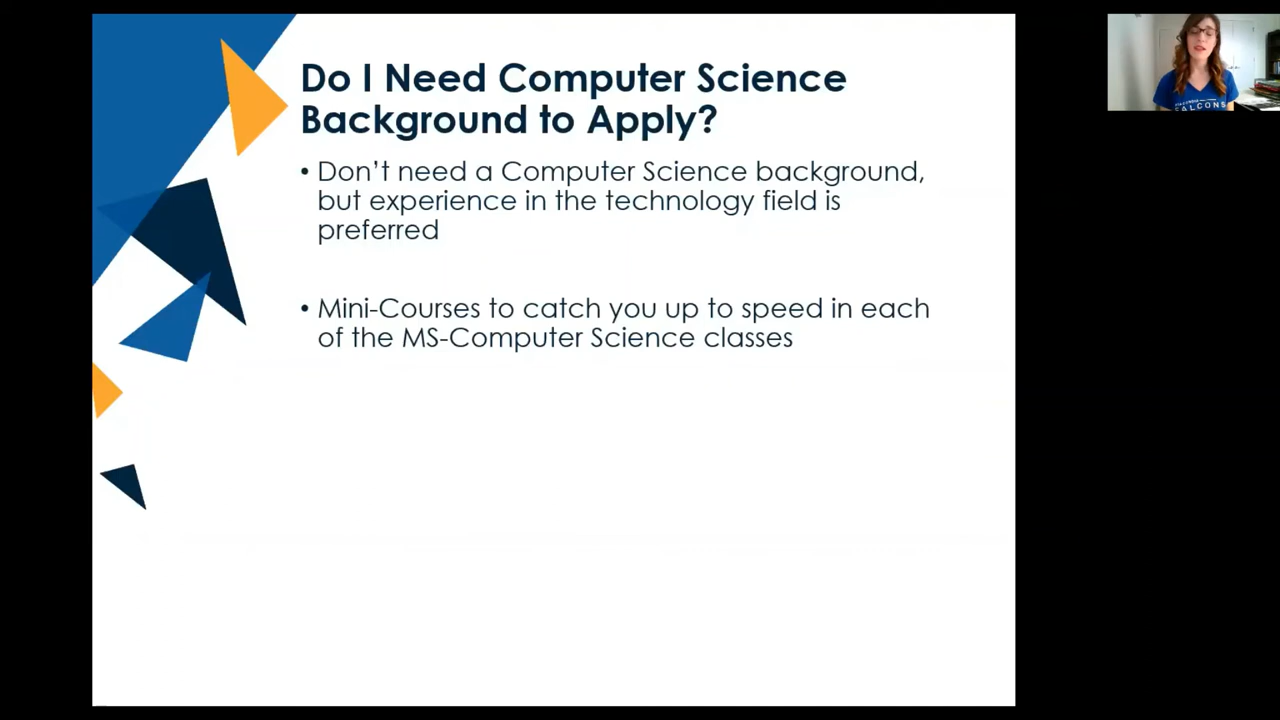 Do I Need Computer Science
Background to Apply?
• Don’t need a Computer Science background,
but experience in the technology field is
preferred
• Mini-Courses to catch you up to speed in each
of the MS-Computer Science classes
FALCONS